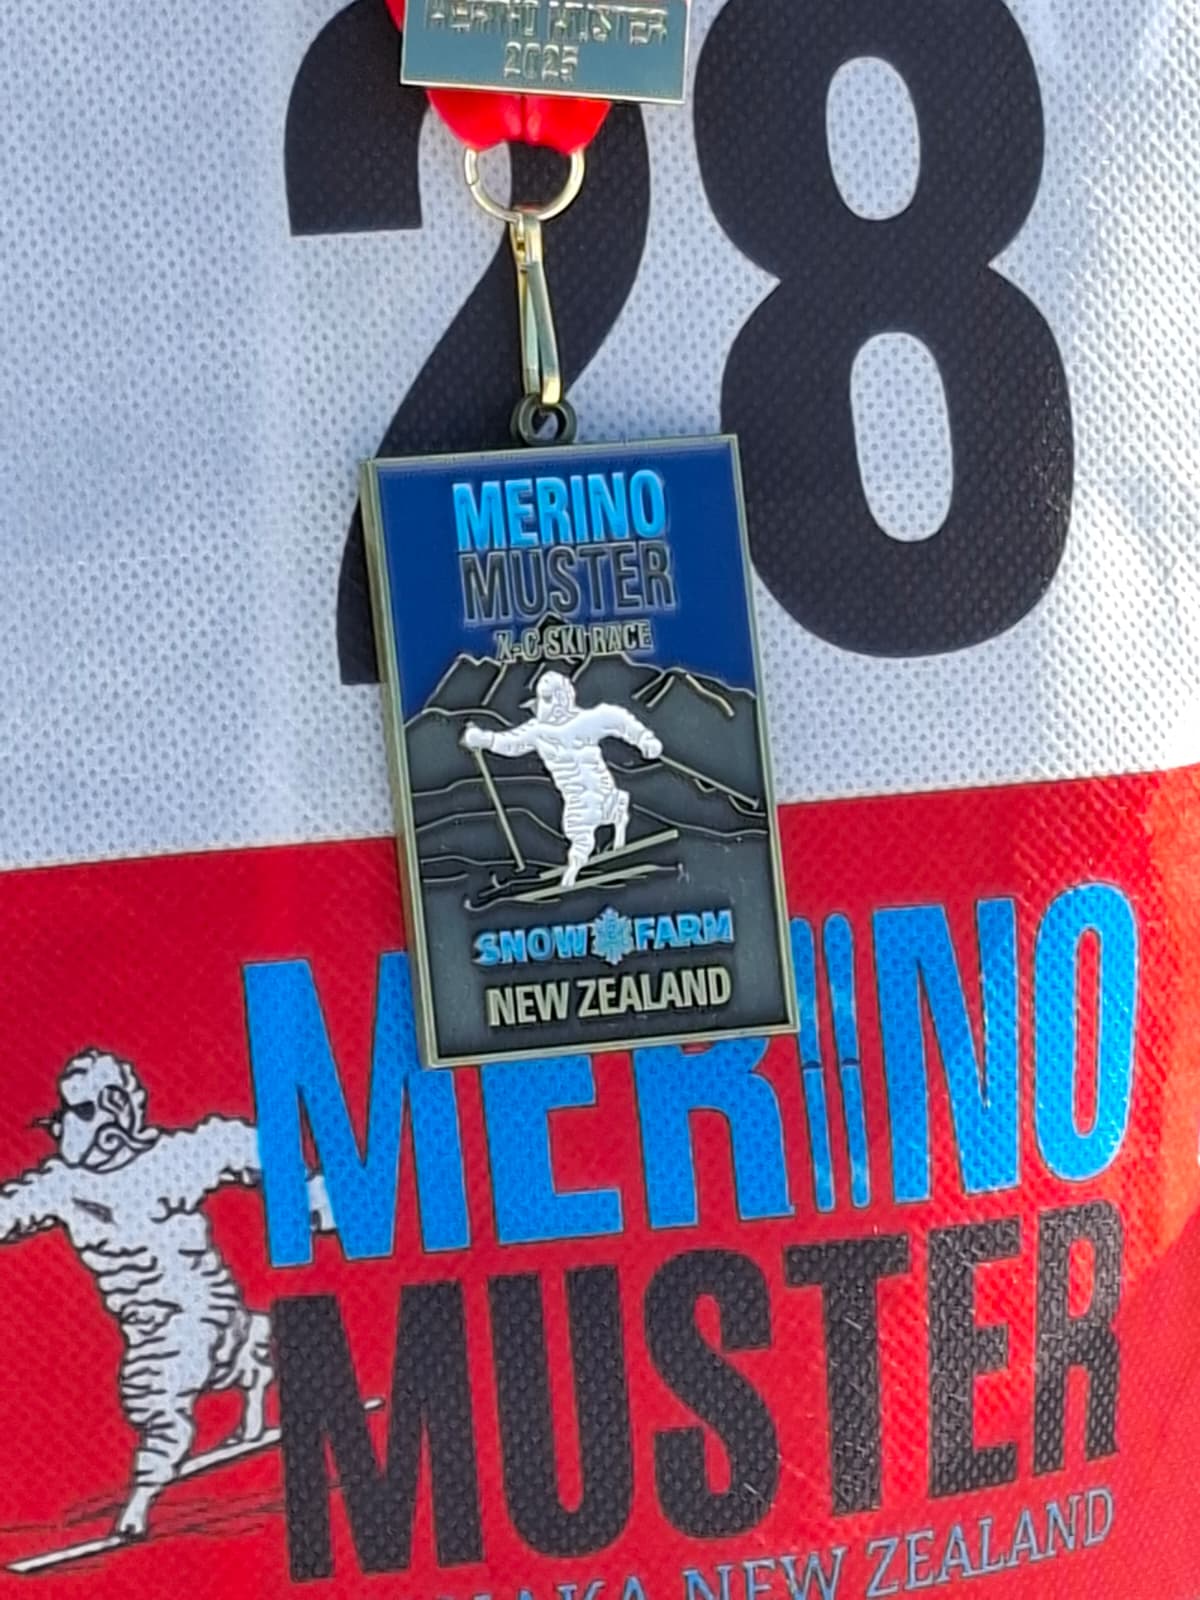 MERINO MUSTER
2025
28
MERINO
MUSTER
X-C SKI RACE
SNOW FARM
NEW ZEALAND
MERINO
MUSTER
NEW ZEALAND